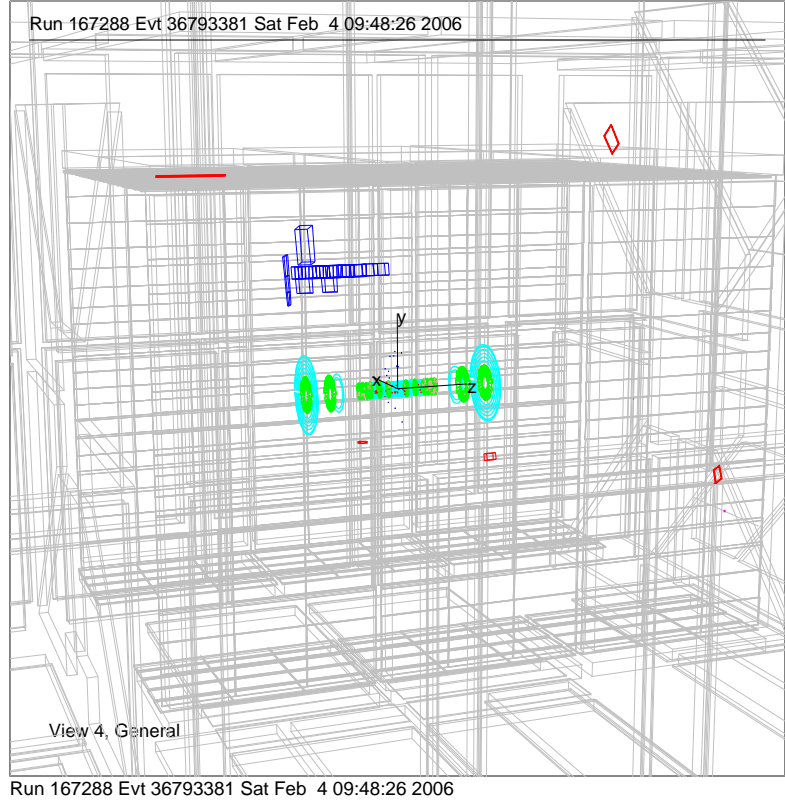 Run 167288 Evt 36793381 Sat Feb  4 09:48:26 2006
y
x
z
View 4, General
Run 167288 Evt 36793381 Sat Feb  4 09:48:26 2006